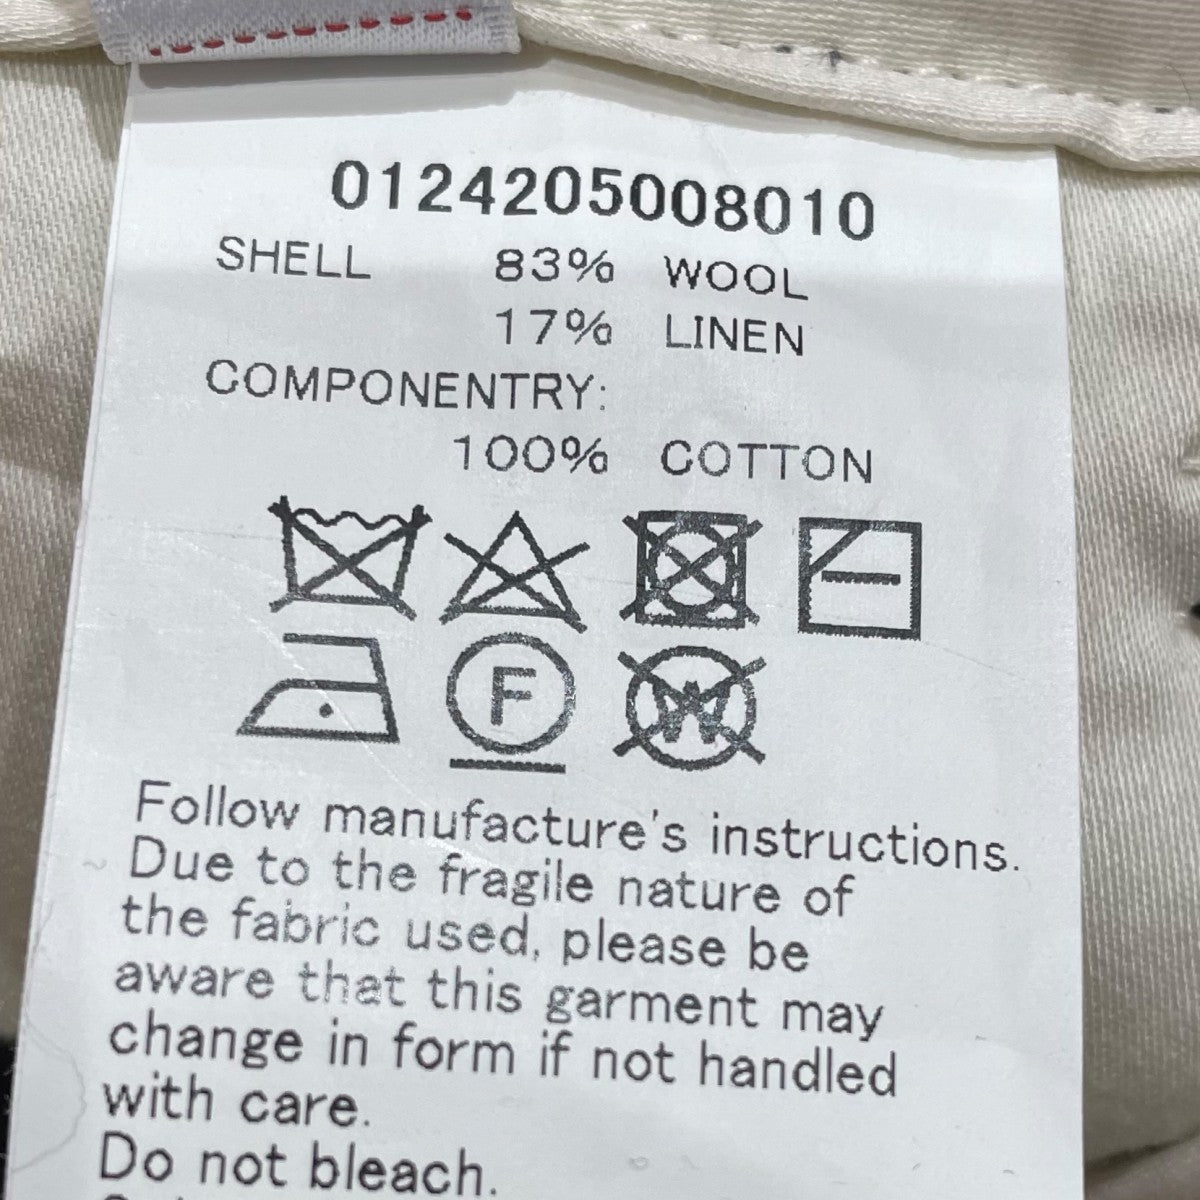 0124205008010
SHELL 83% WOOL
17% LINEN
COMPONENTRY:
100% COTTON
F W
Follow manufacture's instructions.
Due to the fragile nature of
the fabric used, please be
aware that this garment may
change in form if not handled
with care.
Do not bleach.